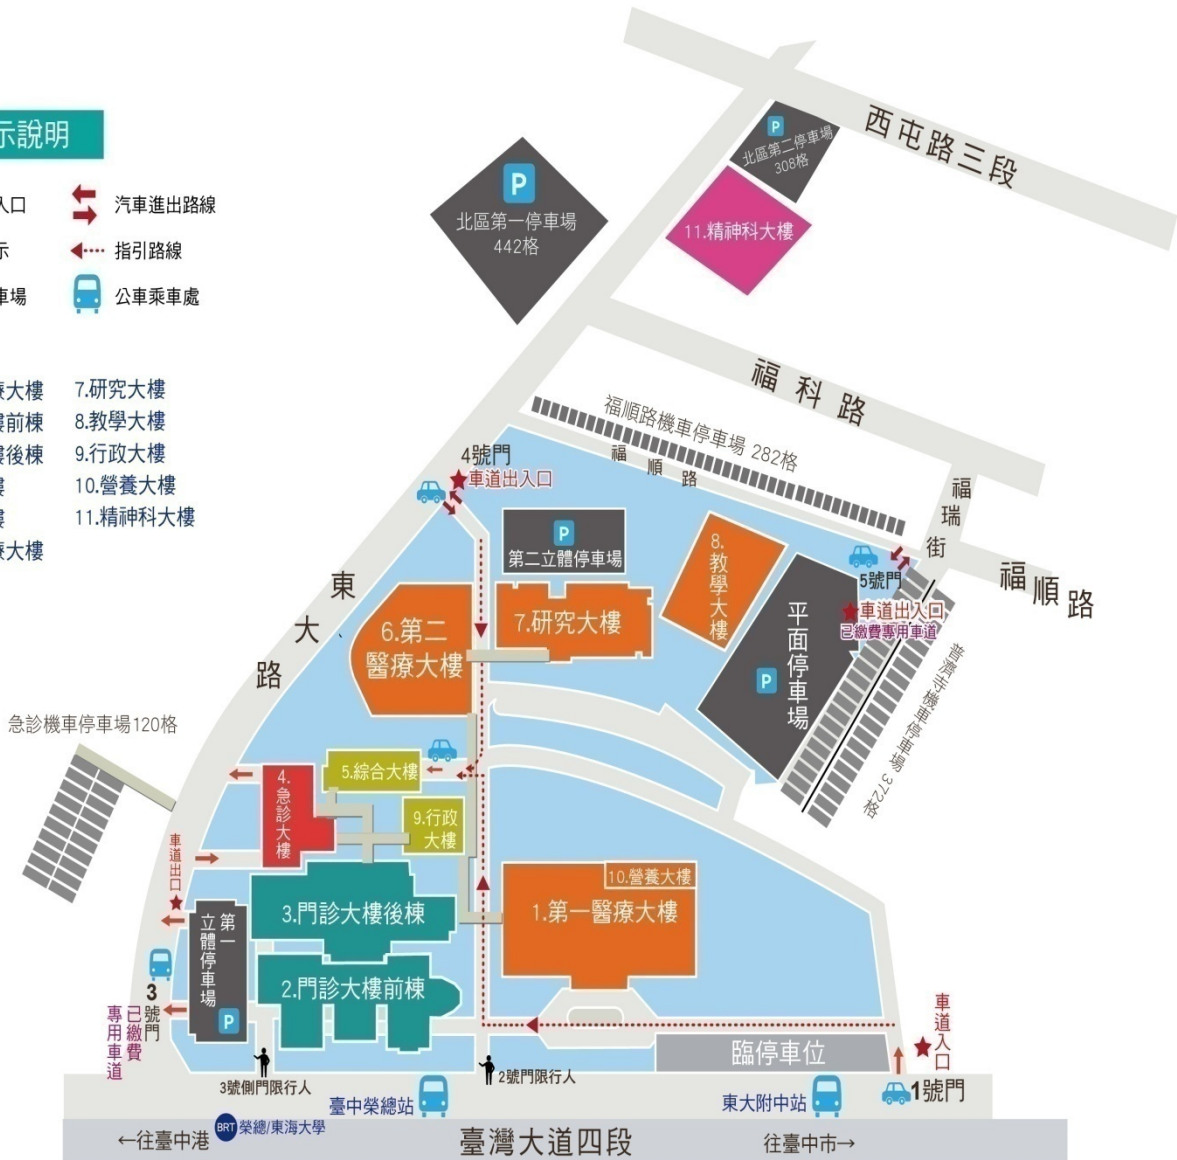 示說明
入口
汽車進出路線
示
指引路線
車場
公車乘車處
療大樓
7.研究大樓
樓前棟
8.教學大樓
樓後棟
9.行政大樓
樓
10.營養大樓
樓
11.精神科大樓
療大樓
西屯路三段
P
北區第二停車場
308格
P
北區第一停車場
442格
11.精神科大樓
福科路
福順路機車停車場 282格
福順路
福瑞街
福順路
4號門
車道出入口
P
第二立體停車場
8.教學大樓
5號門
車道出入口
已繳費專用車道
平面停車場
P
普濟寺機車停車場 372格
東大路
6.第二
醫療大樓
7.研究大樓
急診機車停車場120格
4.急診大樓
5.綜合大樓
9.行政
大樓
車道出口
10.營養大樓
1.第一醫療大樓
3.門診大樓後棟
第一
立體停車場
P
2.門診大樓前棟
3號門
已繳費
專用車道
車道入口
臨停車位
3號側門限行人
2號門限行人
1號門
臺中榮總站
東大附中站
BRT 榮總/東海大學
←往臺中港
臺灣大道四段
往臺中市→